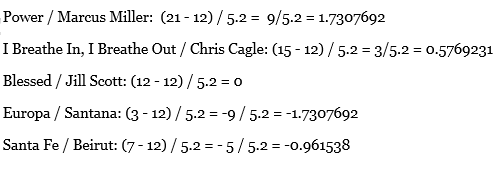 Power / Marcus Miller:  (21 - 12) / 5.2 =  9/5.2 = 1.7307692
I Breathe In, I Breathe Out / Chris Cagle: (15 - 12) / 5.2 = 3/5.2 = 0.5769231
Blessed / Jill Scott: (12 - 12) / 5.2 = 0
Europa / Santana: (3 - 12) / 5.2 = -9 / 5.2 = -1.7307692
Santa Fe / Beirut: (7 - 12) / 5.2 = - 5 / 5.2 = -0.961538